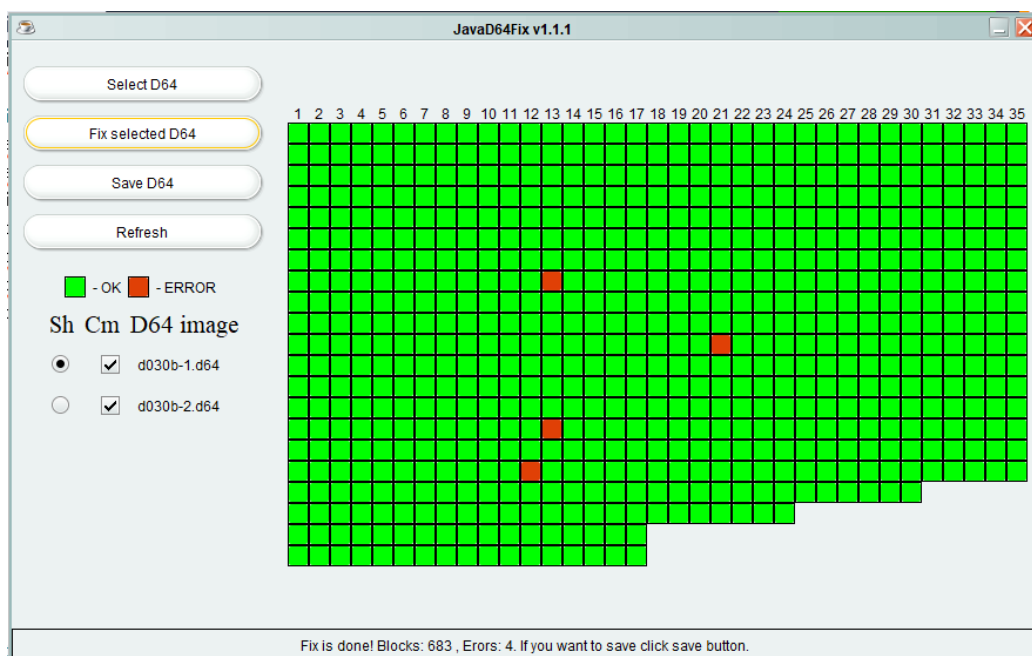 JavaD64Fix v1.1.1
Select D64
Fix selected D64
Save D64
Refresh
- OK - ERROR
Sh Cm D64 image
d030b-1.d64
d030b-2.d64
1 2 3 4 5 6 7 8 9 10 11 12 13 14 15 16 17 18 19 20 21 22 23 24 25 26 27 28 29 30 31 32 33 34 35
Fix is done! Blocks: 683 , Erors: 4. If you want to save click save button.